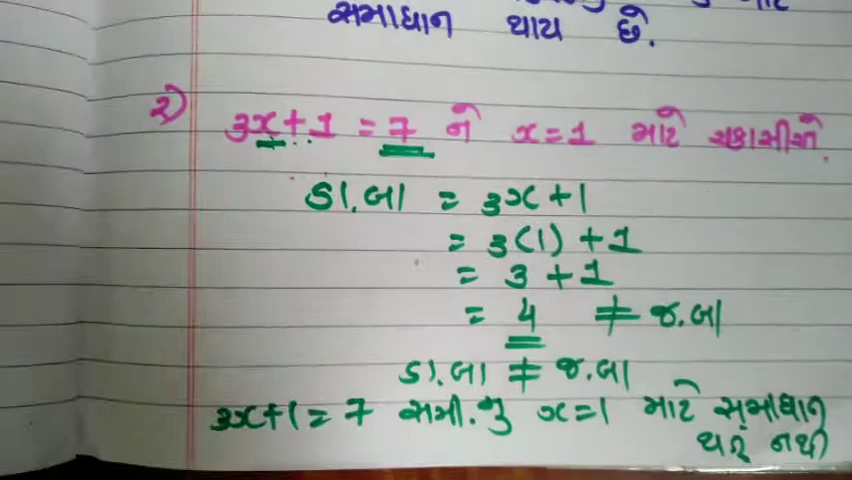 સમાધાન થાય છે.
૨) 3x+1 = 7 ને x=1 માટે ચકાસીએ.
ડા.બા = 3x+1
= 3(1) +1
= 3 +1
= 4 ≠ જ.બા
ડા.બા ≠ જ.બા
3x+1 = 7 સમી.નુ x=1 માટે સમાધાન
થતું નથી